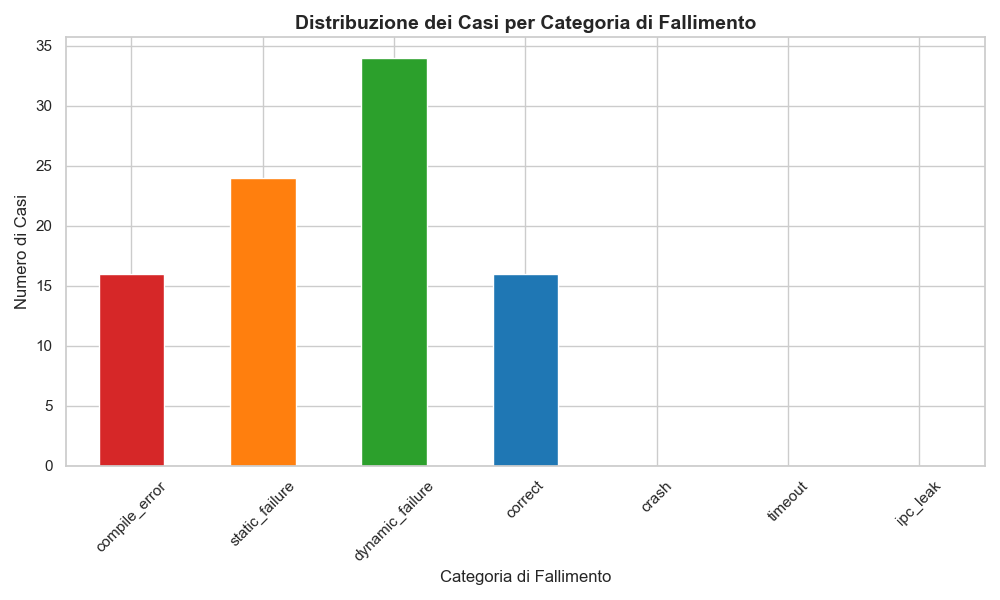 Distribuzione dei Casi per Categoria di Fallimento
Numero di Casi
35
30
25
20
15
10
5
0
compile_error
static_failure
dynamic_failure
correct
crash
timeout
ipc_leak
Categoria di Fallimento